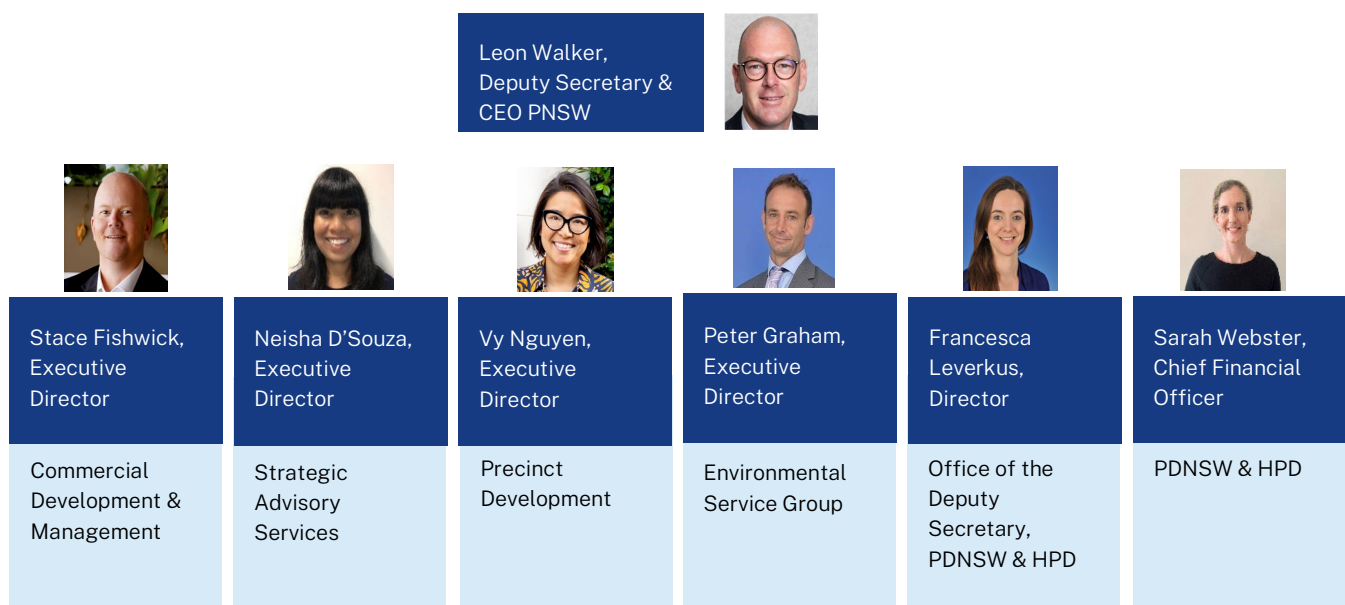 Leon Walker,
Deputy Secretary &
CEO PNSW
Stace Fishwick,
Executive
Director
Commercial
Development &
Management
Neisha D’Souza,
Executive
Director
Strategic
Advisory
Services
Vy Nguyen,
Executive
Director
Precinct
Development
Peter Graham,
Executive
Director
Environmental
Service Group
Francesca
Leverkus,
Director
Office of the
Deputy
Secretary,
PDNSW & HPD
Sarah Webster,
Chief Financial
Officer
PDNSW & HPD